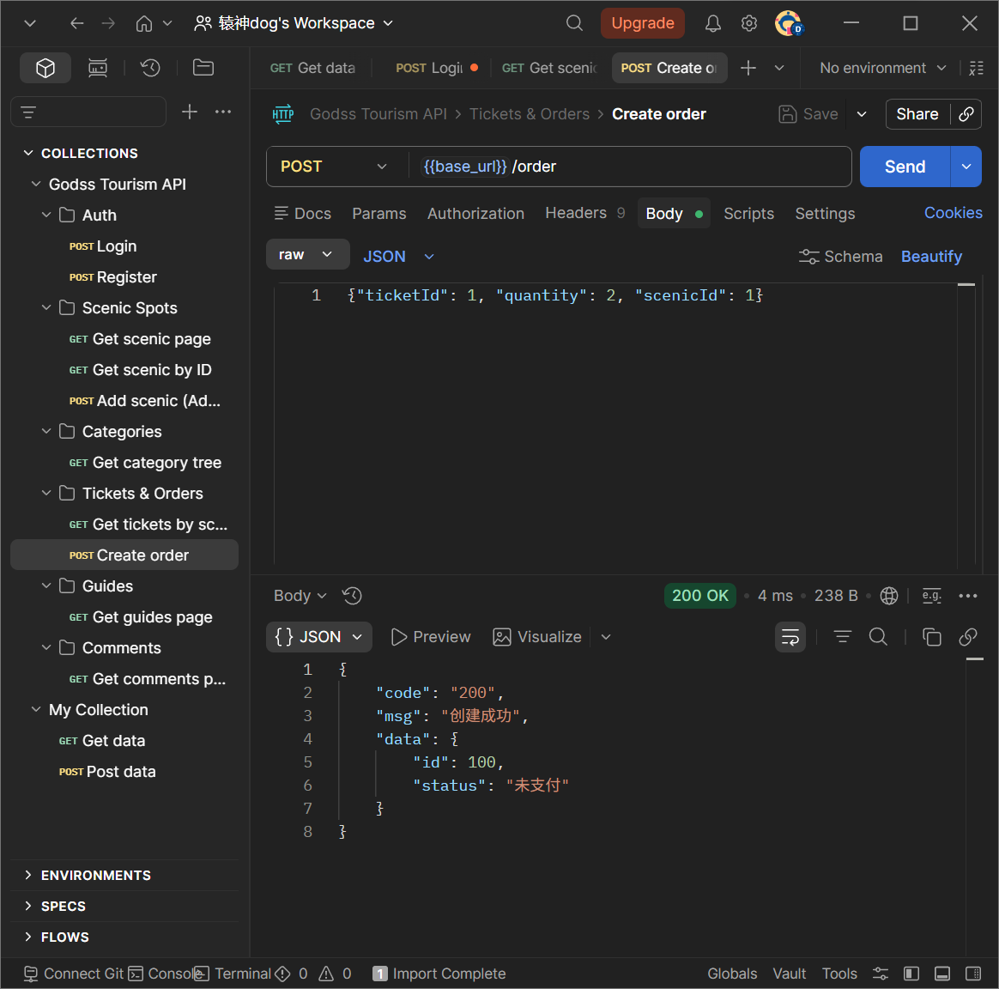 辕神dog's Workspace
Upgrade
D
GET Get data
POST Logi
GET Get sceni
POST Create o
No environment
HTTP Godss Tourism API > Tickets & Orders > Create order
Save
Share
POST
{{base_url}} /order
Send
Docs Params Authorization Headers 9 Body Scripts Settings Cookies
raw JSON Schema Beautify
1 {"ticketId": 1, "quantity": 2, "scenicId": 1}
COLLECTIONS
Godss Tourism API
Auth
POST Login
POST Register
Scenic Spots
GET Get scenic page
GET Get scenic by ID
POST Add scenic (Ad...
Categories
GET Get category tree
Tickets & Orders
GET Get tickets by sc...
POST Create order
Guides
GET Get guides page
Comments
GET Get comments p...
My Collection
GET Get data
POST Post data
ENVIRONMENTS
SPECS
FLOWS
Body 200 OK • 4 ms • 238 B • e.g.
{} JSON Preview Visualize
1 {
2 "code": "200",
3 "msg": "创建成功",
4 "data": {
5 "id": 100,
6 "status": "未支付"
7 }
8 }
Connect Git Console Terminal 0 0 1 Import Complete Globals Vault Tools